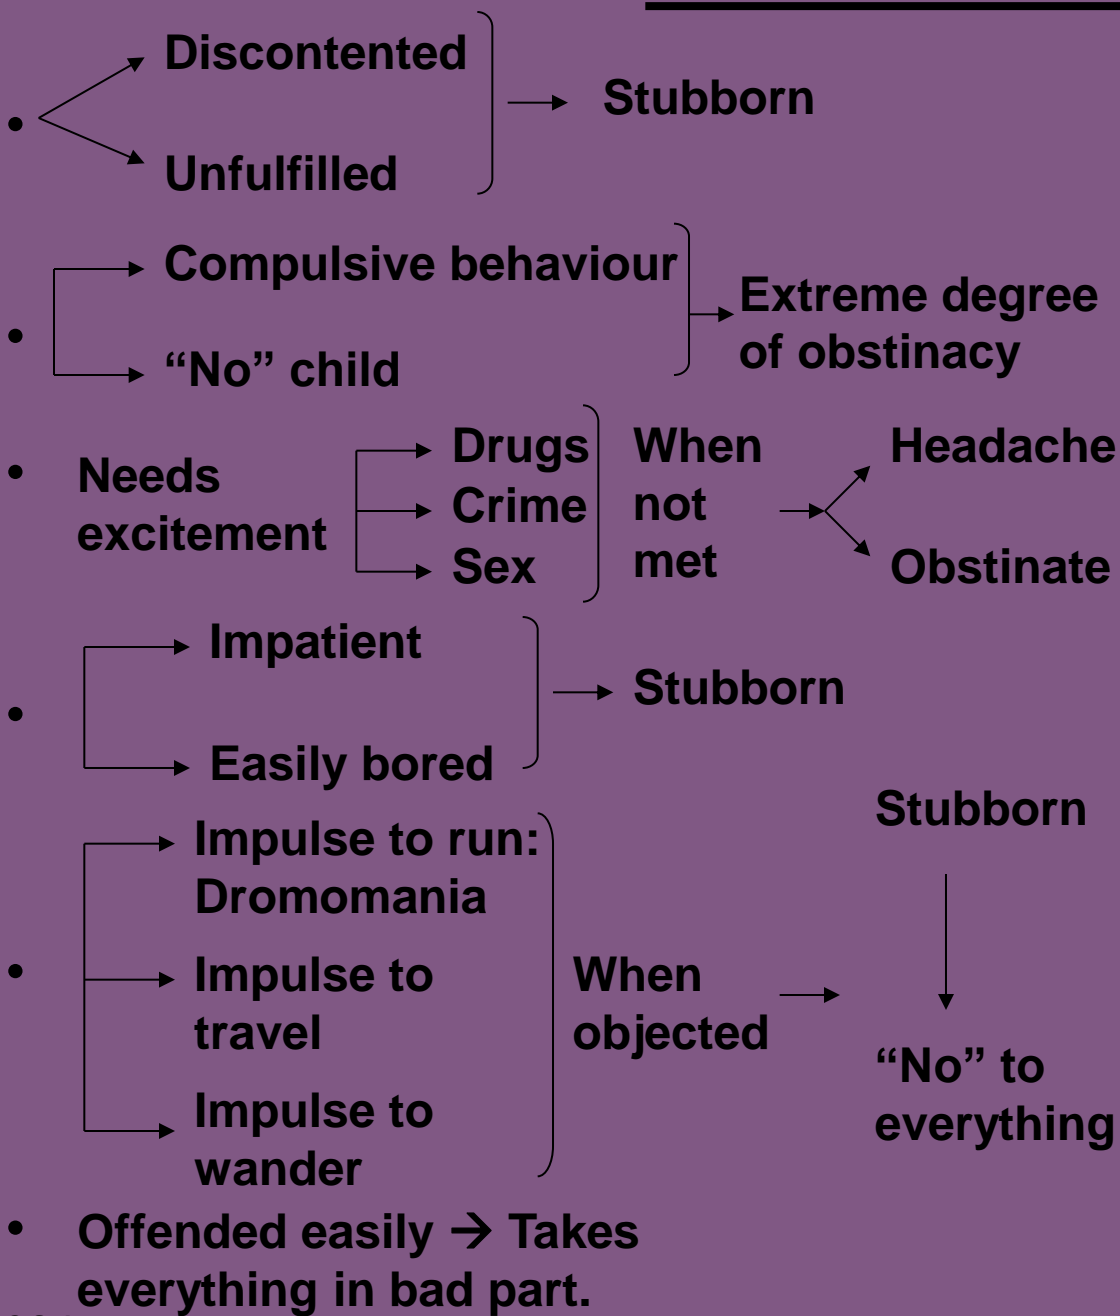 • Discontented
Unfulfilled
Stubborn
• Compulsive behaviour
“No” child
Extreme degree
of obstinacy
• Needs
excitement
Drugs
Crime
Sex
When
not
met
Headache
Obstinate
• Impatient
Easily bored
Stubborn
• Impulse to run:
Dromomania
Impulse to
travel
Impulse to
wander
When
objected
Stubborn
“No” to
everything
• Offended easily → Takes
everything in bad part.